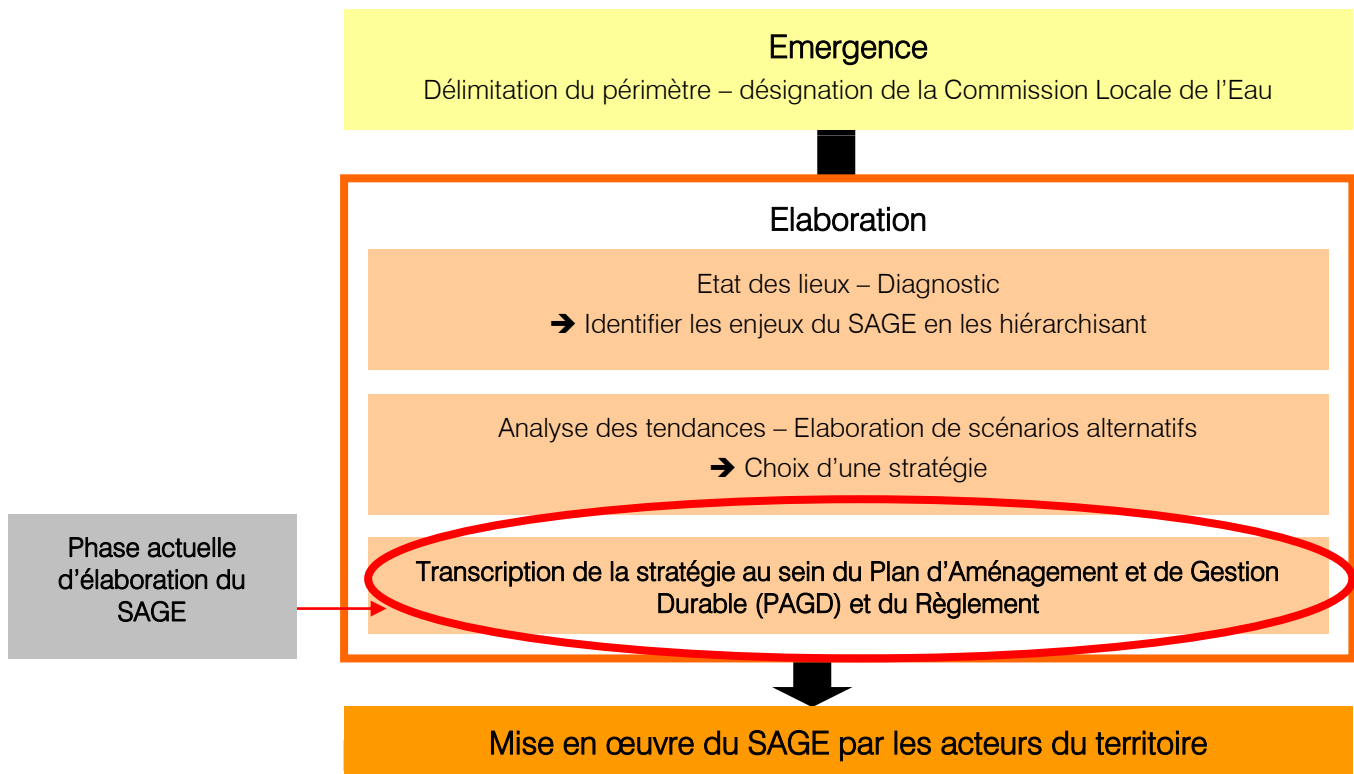 Emergence
Délimitation du périmètre – désignation de la Commission Locale de l'Eau
Elaboration
Etat des lieux – Diagnostic
➔ Identifier les enjeux du SAGE en les hiérarchisant
Analyse des tendances – Elaboration de scénarios alternatifs
➔ Choix d'une stratégie
Phase actuelle
d'élaboration du
SAGE
Transcription de la stratégie au sein du Plan d'Aménagement et de Gestion
Durable (PAGD) et du Règlement
Mise en œuvre du SAGE par les acteurs du territoire